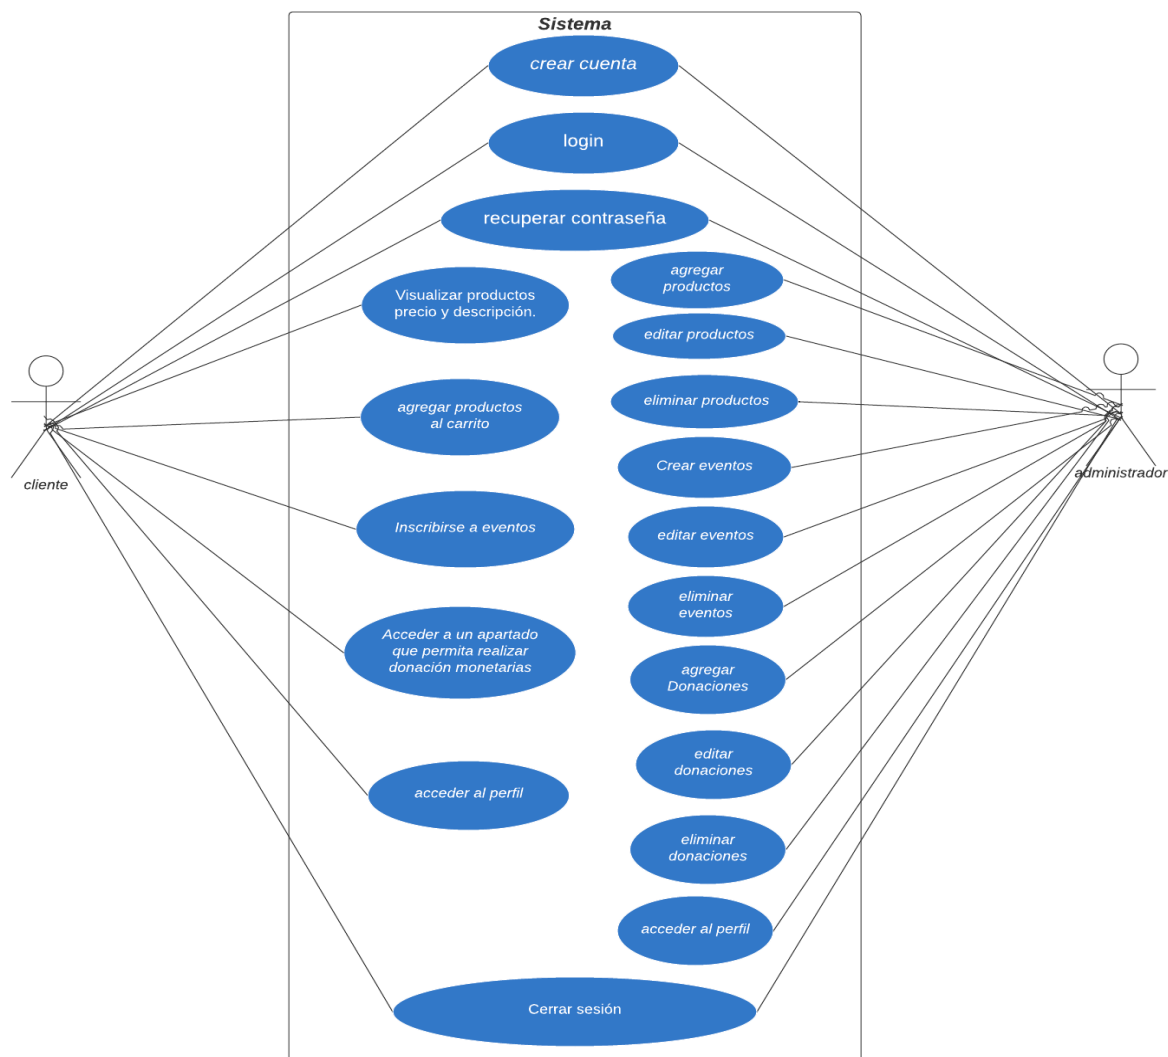 Sistema
crear cuenta
login
recuperar contraseña
agregar
productos
Visualizar productos
precio y descripción.
editar productos
eliminar productos
agregar productos
al carrito
Crear eventos
cliente
administrador
Inscribirse a eventos
editar eventos
eliminar
eventos
Acceder a un apartado
que permita realizar
donación monetarias
agregar
Donaciones
editar
donaciones
acceder al perfil
eliminar
donaciones
acceder al perfil
Cerrar sesión